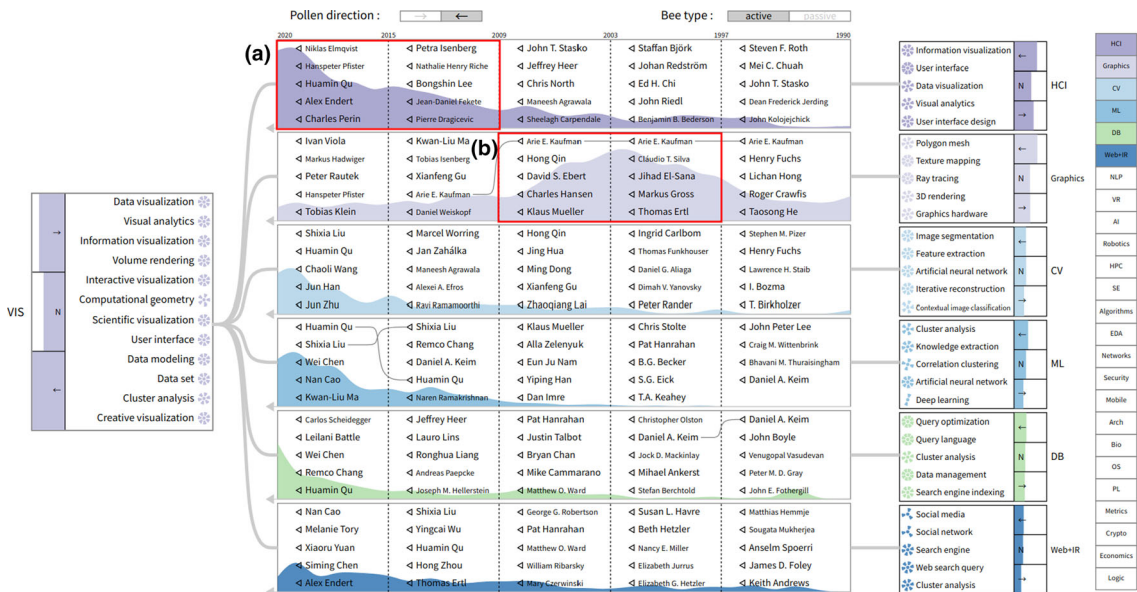 Pollen direction : → ←
Bee type : active passive
2020 2015 2009 2003 1997 1990
(a)
Niklas Elmqvist Petra Isenberg John T. Stasko Staffan Björk Steven F. Roth
Hanspeter Pfister Nathalie Henry Riche Jeffrey Heer Johan Redström Mei C. Chuah
Huamin Qu Bongshin Lee Chris North Ed H. Chi John T. Stasko
Alex Endert Jean-Daniel Fekete Maneesh Agrawala John Riedl Dean Frederick Jerding
Charles Perin Pierre Dragicevic Sheelagh Carpendale Benjamin B. Bederson John Kolojejchick
Information visualization
User interface
Data visualization
Visual analytics
User interface design
← N →
HCI
(b)
Ivan Viola Kwan-Liu Ma Arie E. Kaufman Arie E. Kaufman Arie E. Kaufman
Markus Hadwiger Tobias Isenberg Hong Qin Cláudio T. Silva Henry Fuchs
Peter Rautek Xianfeng Gu David S. Ebert Jihad El-Sana Lichan Hong
Hanspeter Pfister Arie E. Kaufman Charles Hansen Markus Gross Roger Crawfis
Tobias Klein Daniel Weiskopf Klaus Mueller Thomas Ertl Taosong He
Polygon mesh
Texture mapping
Ray tracing
3D rendering
Graphics hardware
← N →
Graphics
VIS
→ N ←
Data visualization
Visual analytics
Information visualization
Volume rendering
Interactive visualization
Computational geometry
Scientific visualization
User interface
Data modeling
Data set
Cluster analysis
Creative visualization
Shixia Liu Marcel Worring Hong Qin Ingrid Carlbom Stephen M. Pizer
Huamin Qu Jan Zahálka Jing Hua Thomas Funkhouser Henry Fuchs
Chaoli Wang Maneesh Agrawala Ming Dong Daniel G. Aliaga Lawrence H. Staib
Jun Han Alexei A. Efros Xianfeng Gu Dimah V. Yanovsky I. Bozma
Jun Zhu Ravi Ramamoorthi Zhaoqiang Lai Peter Rander T. Birkholzer
Image segmentation
Feature extraction
Artificial neural network
Iterative reconstruction
Contextual image classification
← N →
CV
Huamin Qu Shixia Liu Klaus Mueller Chris Stolte John Peter Lee
Shixia Liu Remco Chang Alla Zelenyuk Pat Hanrahan Craig M. Wittenbrink
Wei Chen Daniel A. Keim Eun Ju Nam B.G. Becker Bhavani M. Thuraisingham
Nan Cao Huamin Qu Yiping Han S.G. Eick Daniel A. Keim
Kwan-Liu Ma Naren Ramakrishnan Dan Imre T.A. Keahey
Cluster analysis
Knowledge extraction
Correlation clustering
Artificial neural network
Deep learning
← N →
ML
Carlos Scheidegger Jeffrey Heer Pat Hanrahan Christopher Olston Daniel A. Keim
Leilani Battle Lauro Lins Justin Talbot Daniel A. Keim John Boyle
Wei Chen Ronghua Liang Bryan Chan Jock D. Mackinlay Venugopal Vasudevan
Remco Chang Andreas Paepcke Mike Cammarano Mihael Ankerst Peter M. D. Gray
Huamin Qu Joseph M. Hellerstein Matthew O. Ward Stefan Berchtold John E. Fothergill
Query optimization
Query language
Cluster analysis
Data management
Search engine indexing
← N →
DB
Nan Cao Shixia Liu George G. Robertson Susan L. Havre Matthias Hemmje
Melanie Tory Yingcai Wu Pat Hanrahan Beth Hetzler Sougata Mukherjea
Xiaoru Yuan Huamin Qu Matthew O. Ward Nancy E. Miller Anselm Spoerri
Siming Chen Hong Zhou William Ribarsky Elizabeth Jurrus James D. Foley
Alex Endert Thomas Ertl Mary Czerwinski Elizabeth G. Hetzler Keith Andrews
Social media
Social network
Search engine
Web search query
Cluster analysis
← N →
Web+IR
HCI
Graphics
CV
ML
DB
Web+IR
NLP
VR
AI
Robotics
HPC
SE
Algorithms
EDA
Networks
Security
Mobile
Arch
Bio
OS
PL
Metrics
Crypto
Economics
Logic